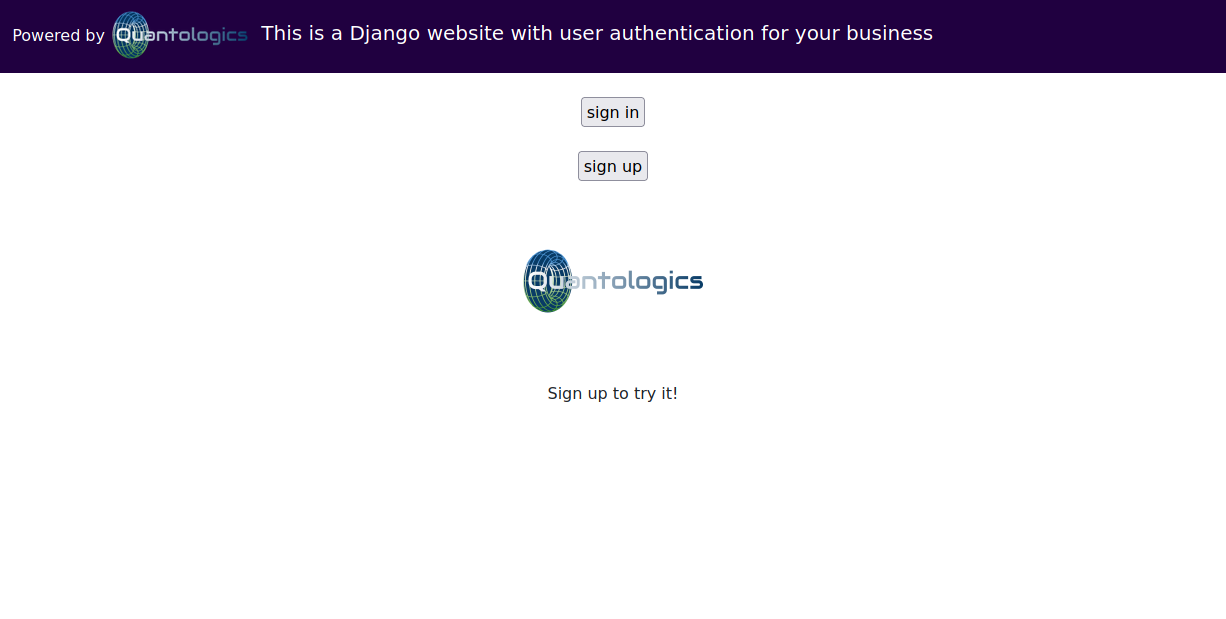 Powered by Quantologics This is a Django website with user authentication for your business
sign in
sign up
Quantologics
Sign up to try it!